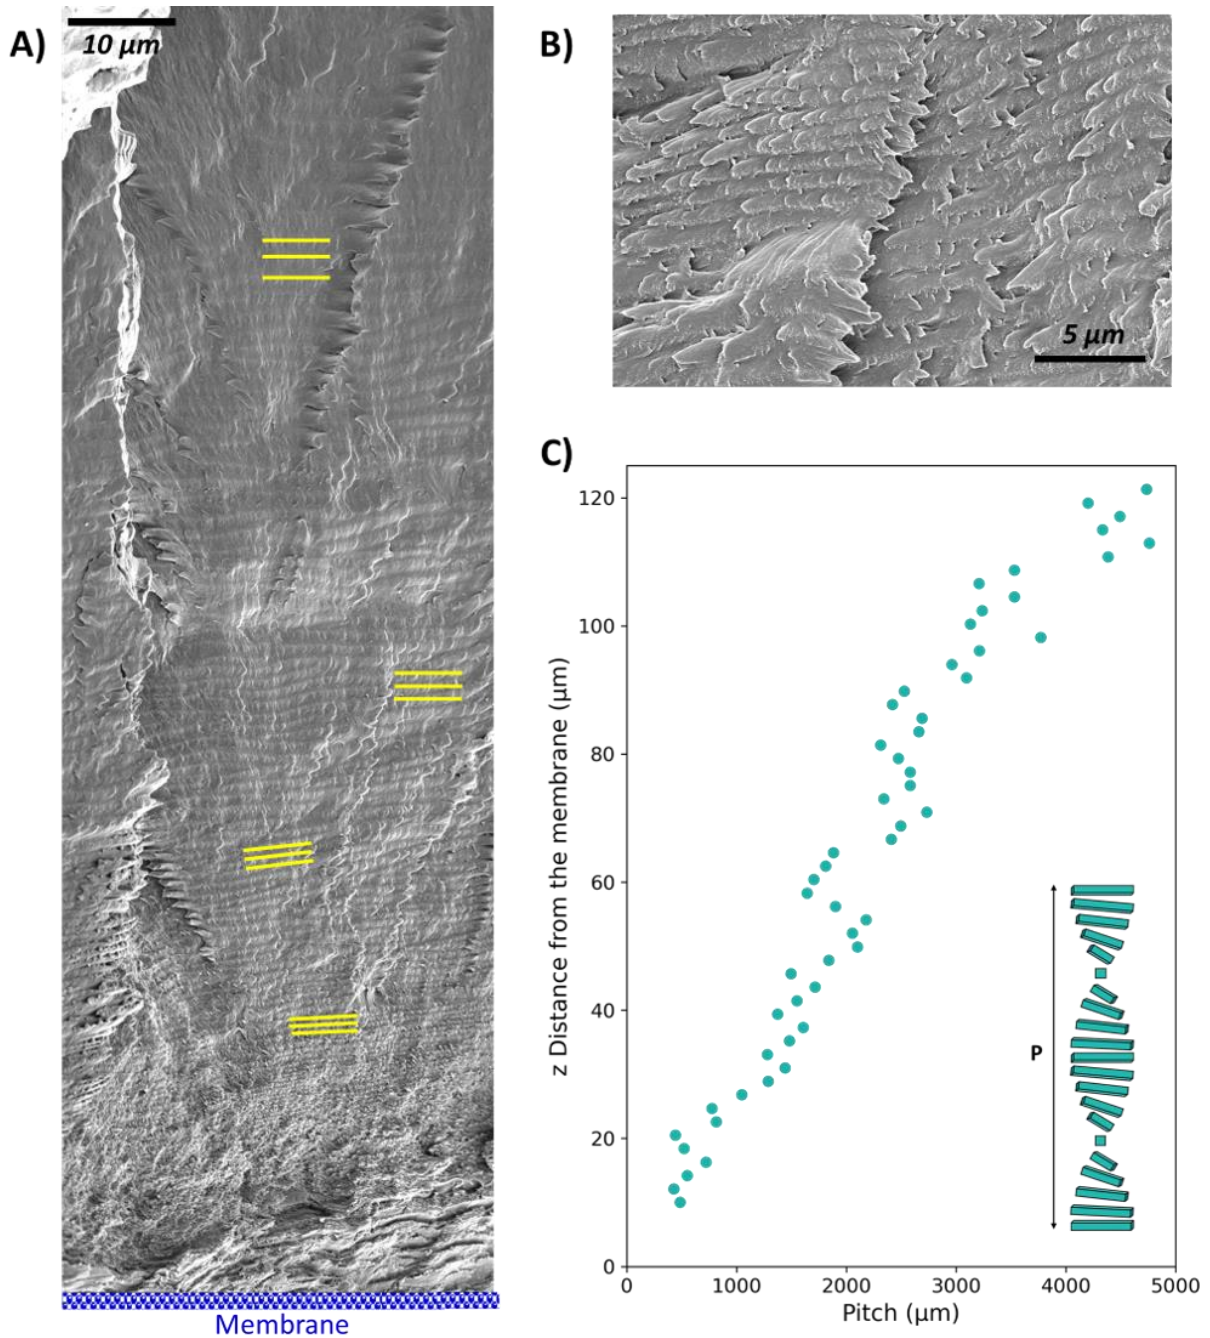 A)
10 μm
Membrane
B)
5 μm
C)
z Distance from the membrane (μm)
120
100
80
60
40
20
0
0 1000 2000 3000 4000 5000
Pitch (μm)
P